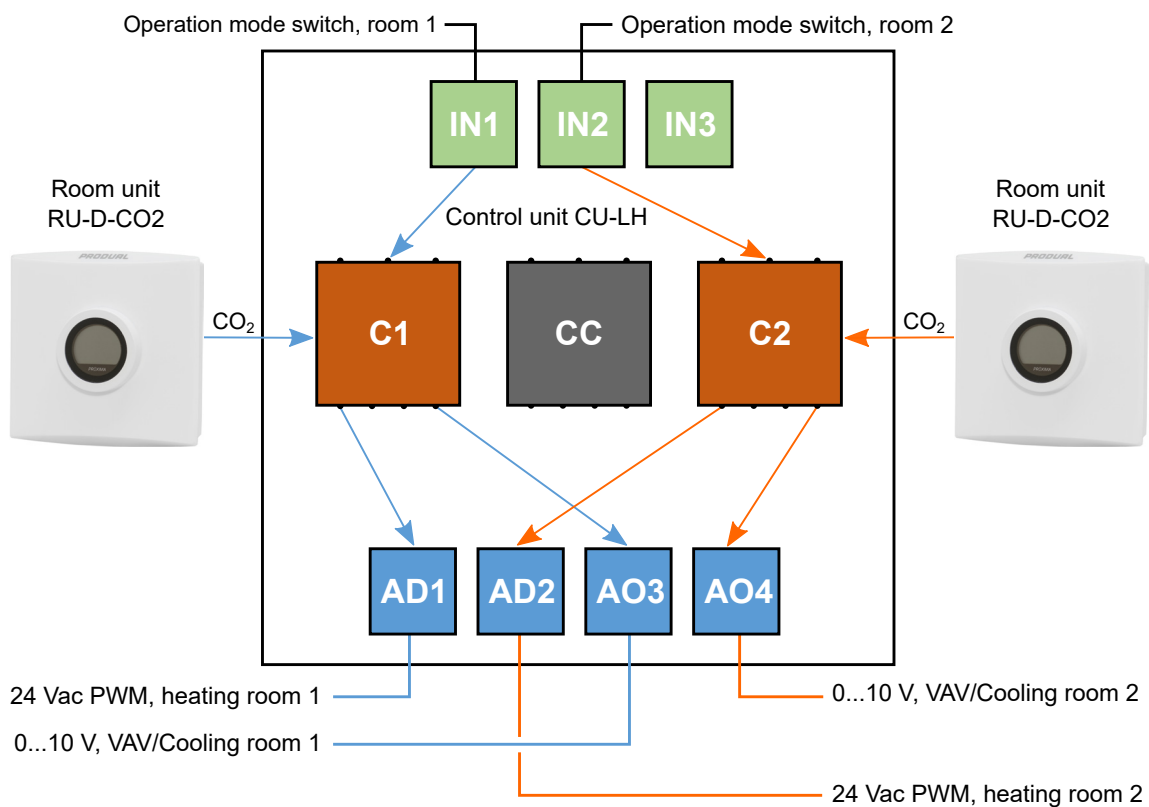 Operation mode switch, room 1
Operation mode switch, room 2
IN1
IN2
IN3
Room unit
RU-D-CO2
Control unit CU-LH
Room unit
RU-D-CO2
PRODUAL
PRODUAL
CO₂
C1
CC
C2
CO₂
AD1
AD2
AO3
AO4
24 Vac PWM, heating room 1
0...10 V, VAV/Cooling room 2
0...10 V, VAV/Cooling room 1
24 Vac PWM, heating room 2